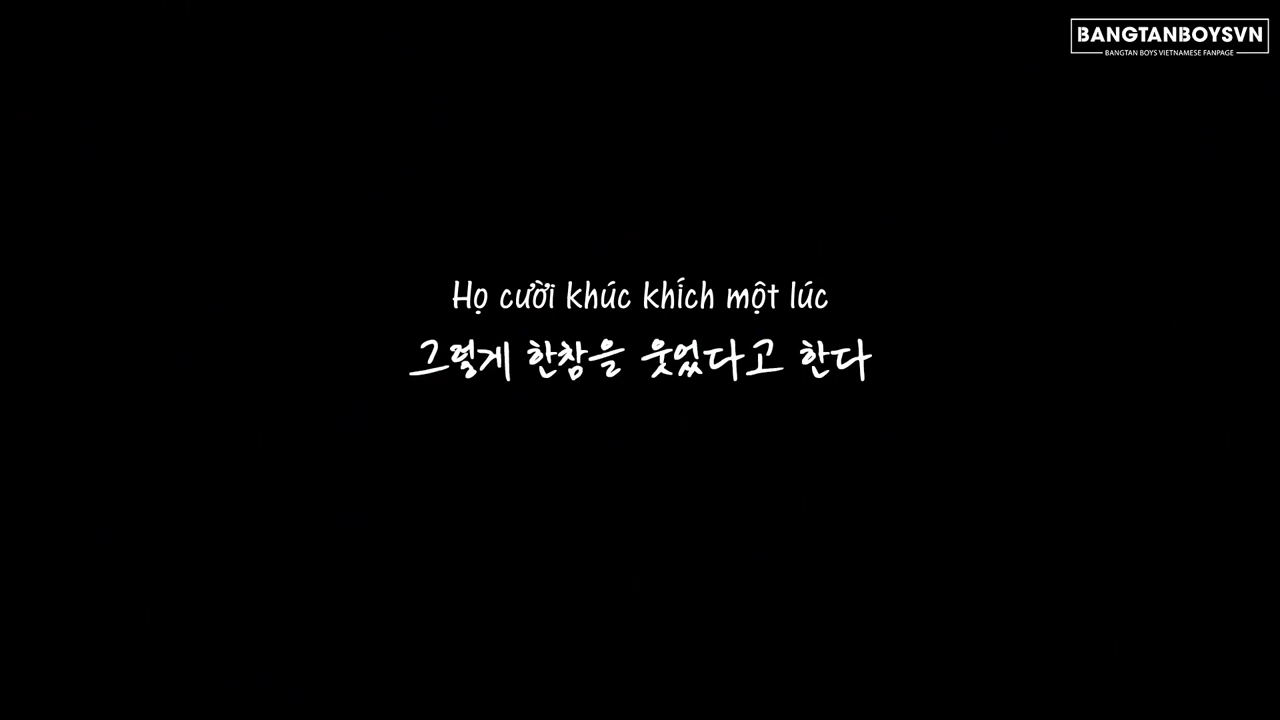 BANGTANBOYSVN
BANGTAN BOYS VIETNAMESE FANPAGE
Họ cười khúc khích một lúc
그렇게 한참을 웃었다고 한다